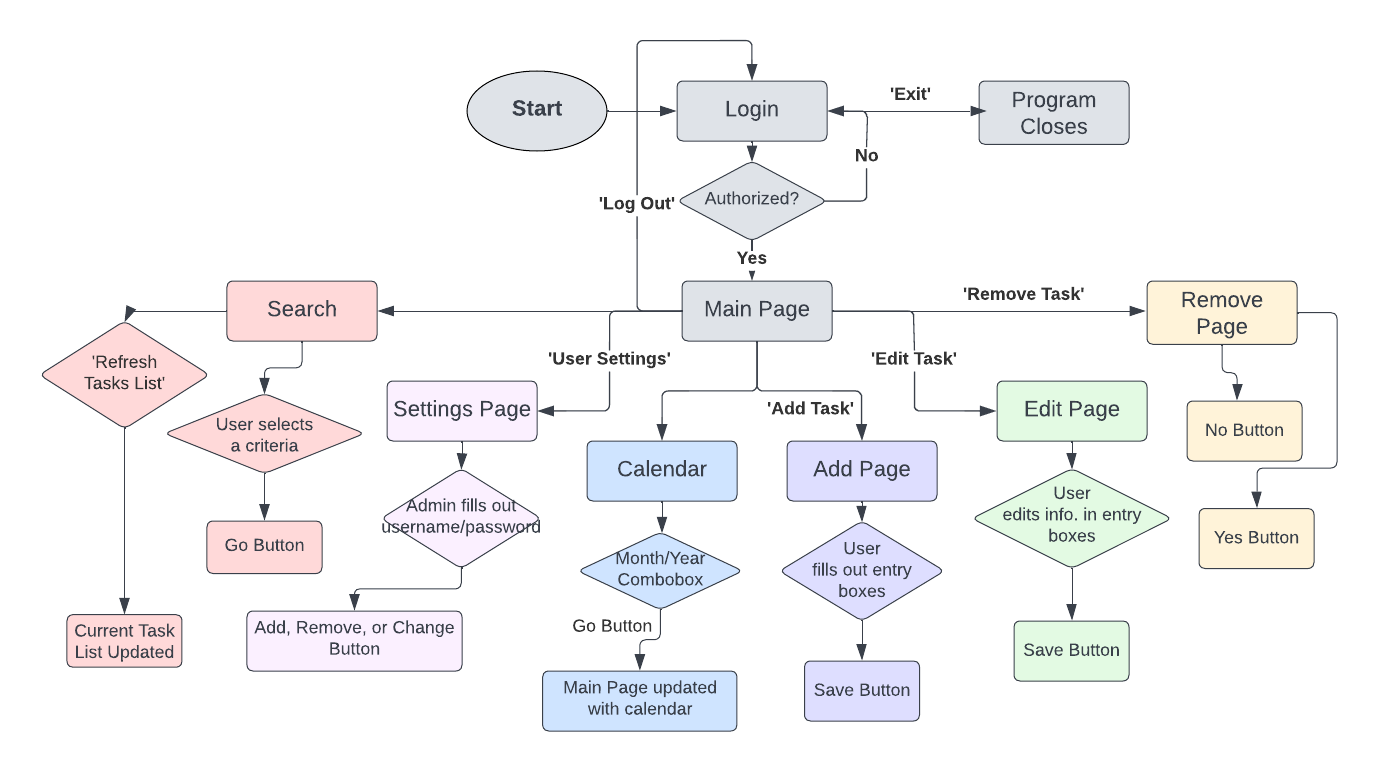 Start
Login
'Exit'
Program
Closes
No
Authorized?
'Log Out'
Yes
Search
Main Page
'Remove Task'
Remove
Page
'Refresh
Tasks List'
'User Settings'
'Edit Task'
User selects
a criteria
Settings Page
'Add Task'
Edit Page
No Button
Calendar
Add Page
Go Button
Admin fills out
username/password
User
edits info. in entry
boxes
Yes Button
Month/Year
Combobox
User
fills out entry
boxes
Current Task
List Updated
Add, Remove, or Change
Button
Go Button
Save Button
Main Page updated
with calendar
Save Button